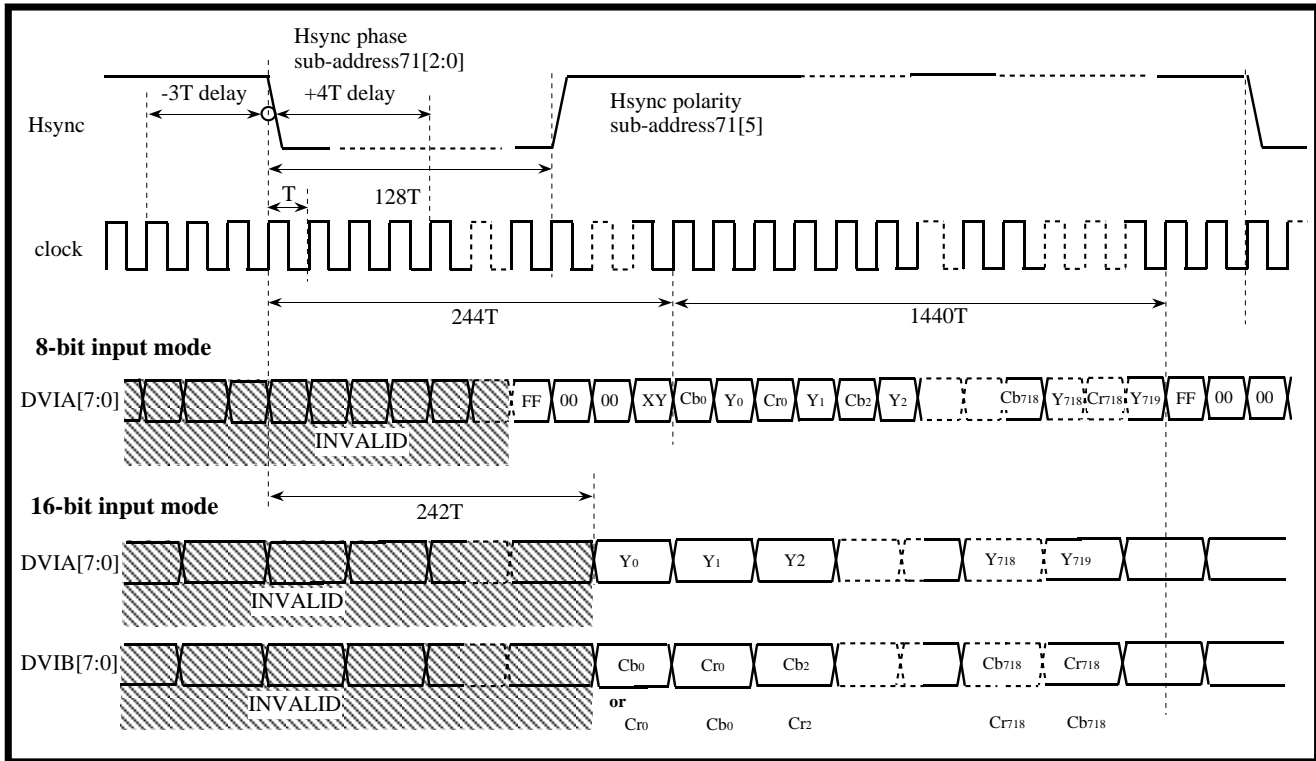 Hsync phase
sub-address71[2:0]
-3T delay
+4T delay
Hsync polarity
sub-address71[5]
Hsync
T
128T
clock
244T
1440T
8-bit input mode
DVIA[7:0]
FF 00 00 XY Cb0 Y0 Cr0 Y1 Cb2 Y2 Cb718 Y718 Cr718 Y719 FF 00 00
INVALID
242T
16-bit input mode
DVIA[7:0]
Y0 Y1 Y2 Y718 Y719
INVALID
DVIB[7:0]
Cb0 Cr0 Cb2 Cb718 Cr718
INVALID
or
Cr0 Cb0 Cr2 Cr718 Cb718